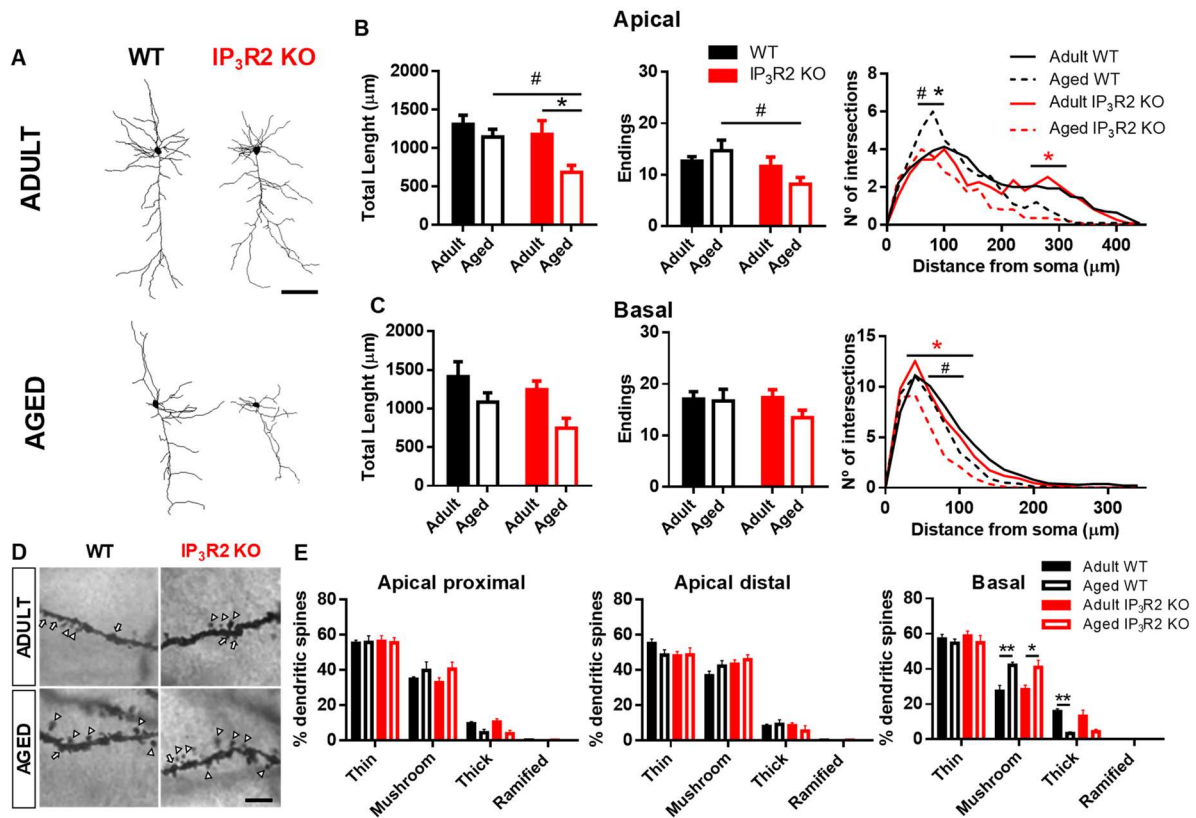 A
WT
IP₃R2 KO
ADULT
AGED
B
Apical
Total Lenght (μm)
2000
1500
1000
500
0
#
*
Adult
Aged
Adult
Aged
WT
IP₃R2 KO
Endings
30
20
10
0
#
Adult
Aged
Adult
Aged
Adult WT
Aged WT
Adult IP₃R2 KO
Aged IP₃R2 KO
Nº of intersections
8
6
4
2
0
# *
*
0
100
200
300
400
Distance from soma (μm)
C
Basal
Total Lenght (μm)
2000
1500
1000
500
0
Adult
Aged
Adult
Aged
Endings
30
20
10
0
Adult
Aged
Adult
Aged
Nº of intersections
15
10
5
0
*
#
0
100
200
300
Distance from soma (μm)
D
WT
IP₃R2 KO
ADULT
AGED
E
Apical proximal
% dendritic spines
80
60
40
20
0
Thin
Mushroom
Thick
Ramified
Apical distal
% dendritic spines
80
60
40
20
0
Thin
Mushroom
Thick
Ramified
Basal
Adult WT
Aged WT
Adult IP₃R2 KO
Aged IP₃R2 KO
% dendritic spines
80
60
40
20
0
**
*
**
Thin
Mushroom
Thick
Ramified